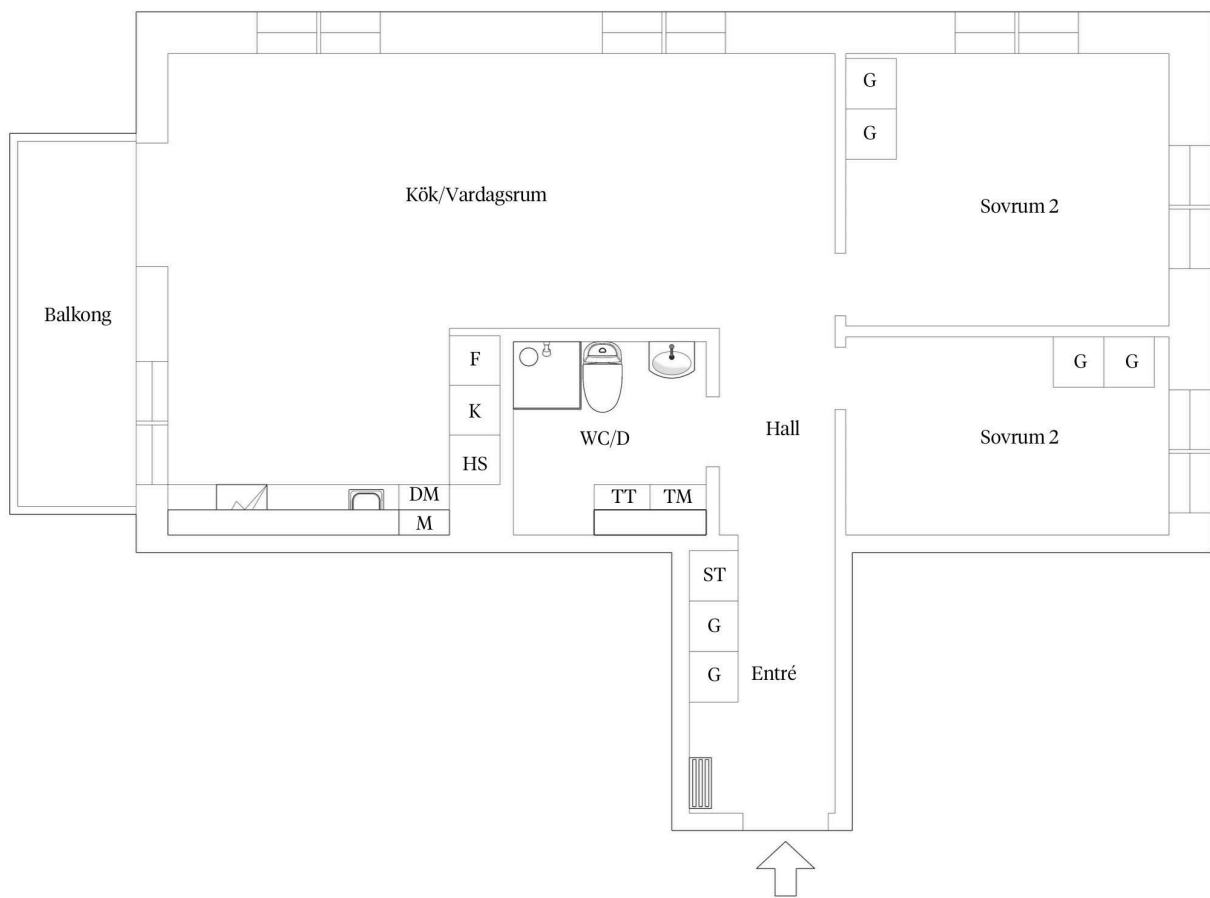 G
G
Kök/Vardagsrum
Sovrum 2
Balkong
F
G
G
K
WC/D
Hall
Sovrum 2
HS
DM
TT
TM
M
ST
G
G
Entré